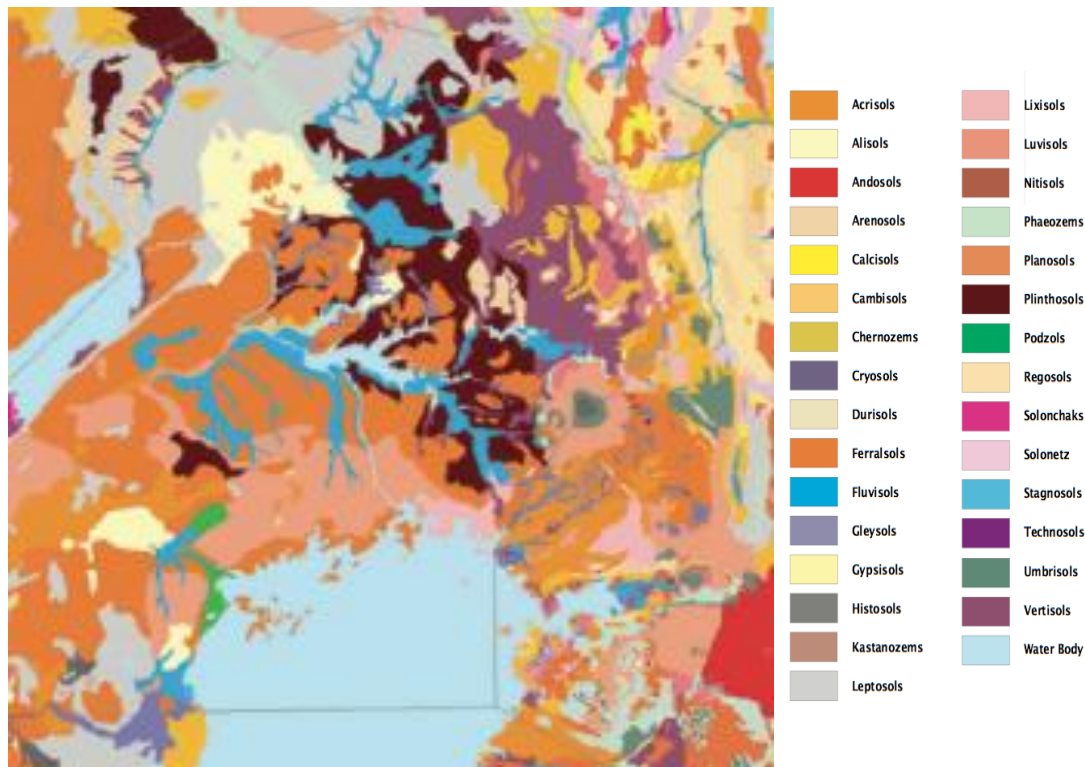 Acrisols
Alisols
Andosols
Arenosols
Calcisols
Cambisols
Chernozems
Cryosols
Durisols
Ferralsols
Fluvisols
Gleysols
Gypsisols
Histosols
Kastanozems
Leptosols
Lixisols
Luvisols
Nitisols
Phaeozems
Planosols
Plinthosols
Podzols
Regosols
Solonchaks
Solonetz
Stagnosols
Technosols
Umbrisols
Vertisols
Water Body